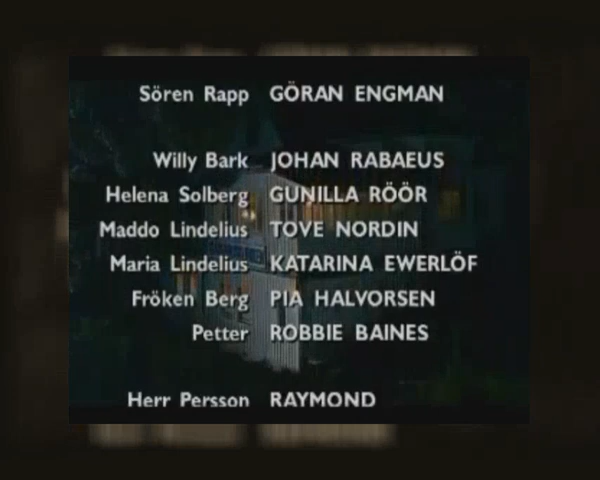 Sören Rapp GÖRAN ENGMAN
Willy Bark JOHAN RABAEUS
Helena Solberg GUNILLA RÖÖR
Maddo Lindelius TOVE NORDIN
Maria Lindelius KATARINA EWERLÖF
Fröken Berg PIA HALVORSEN
Petter ROBBIE BAINES
Herr Persson RAYMOND